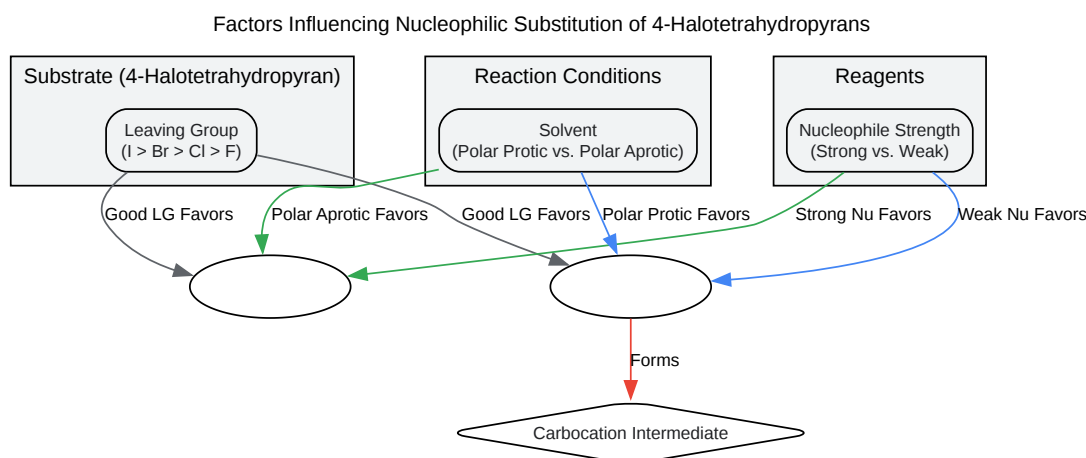 Factors Influencing Nucleophilic Substitution of 4-Halotetrahydropyrans
Substrate (4-Halotetrahydropyran)
Leaving Group
(I > Br > Cl > F)
Reaction Conditions
Solvent
(Polar Protic vs. Polar Aprotic)
Reagents
Nucleophile Strength
(Strong vs. Weak)
Good LG Favors
Polar Aprotic Favors
Good LG Favors
Polar Protic Favors
Strong Nu Favors
Weak Nu Favors
Forms
Carbocation Intermediate